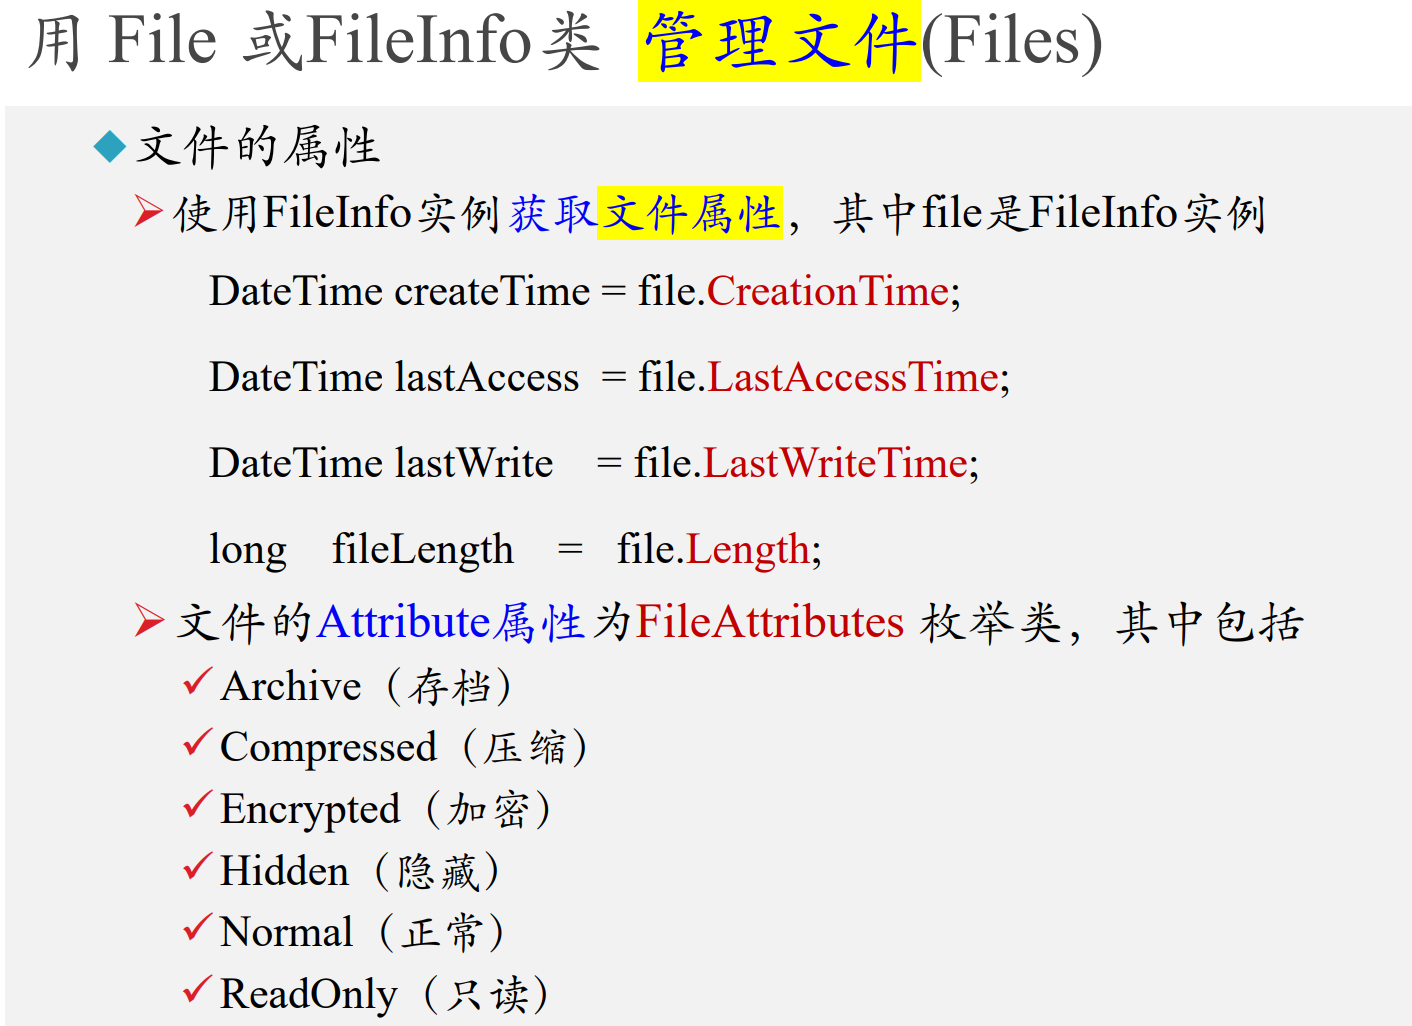 用 File 或FileInfo类 管理文件(Files)
文件的属性
使用FileInfo实例获取文件属性，其中file是FileInfo实例
DateTime createTime = file.CreationTime;
DateTime lastAccess = file.LastAccessTime;
DateTime lastWrite = file.LastWriteTime;
long fileLength = file.Length;
文件的Attribute属性为FileAttributes 枚举类，其中包括
Archive（存档）
Compressed（压缩）
Encrypted（加密）
Hidden（隐藏）
Normal（正常）
ReadOnly（只读）